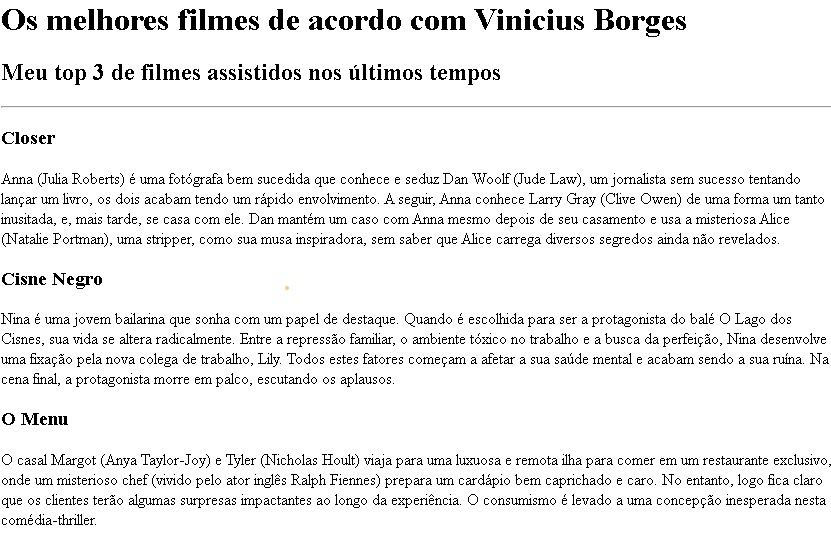 Os melhores filmes de acordo com Vinicius Borges
Meu top 3 de filmes assistidos nos últimos tempos
Closer
Anna (Julia Roberts) é uma fotógrafa bem sucedida que conhece e seduz Dan Woolf (Jude Law), um jornalista sem sucesso tentando
lançar um livro, os dois acabam tendo um rápido envolvimento. A seguir, Anna conhece Larry Gray (Clive Owen) de uma forma um tanto
inusitada, e, mais tarde, se casa com ele. Dan mantém um caso com Anna mesmo depois de seu casamento e usa a misteriosa Alice
(Natalie Portman), uma stripper, como sua musa inspiradora, sem saber que Alice carrega diversos segredos ainda não revelados.
Cisne Negro
Nina é uma jovem bailarina que sonha com um papel de destaque. Quando é escolhida para ser a protagonista do balé O Lago dos
Cisnes, sua vida se altera radicalmente. Entre a repressão familiar, o ambiente tóxico no trabalho e a busca da perfeição, Nina desenvolve
uma fixação pela nova colega de trabalho, Lily. Todos estes fatores começam a afetar a sua saúde mental e acabam sendo a sua ruína. Na
cena final, a protagonista morre em palco, escutando os aplausos.
O Menu
O casal Margot (Anya Taylor-Joy) e Tyler (Nicholas Hoult) viaja para uma luxuosa e remota ilha para comer em um restaurante exclusivo,
onde um misterioso chef (vivido pelo ator inglês Ralph Fiennes) prepara um cardápio bem caprichado e caro. No entanto, logo fica claro
que os clientes terão algumas surpresas impactantes ao longo da experiência. O consumismo é levado a uma concepção inesperada nesta
comédia-thriller.